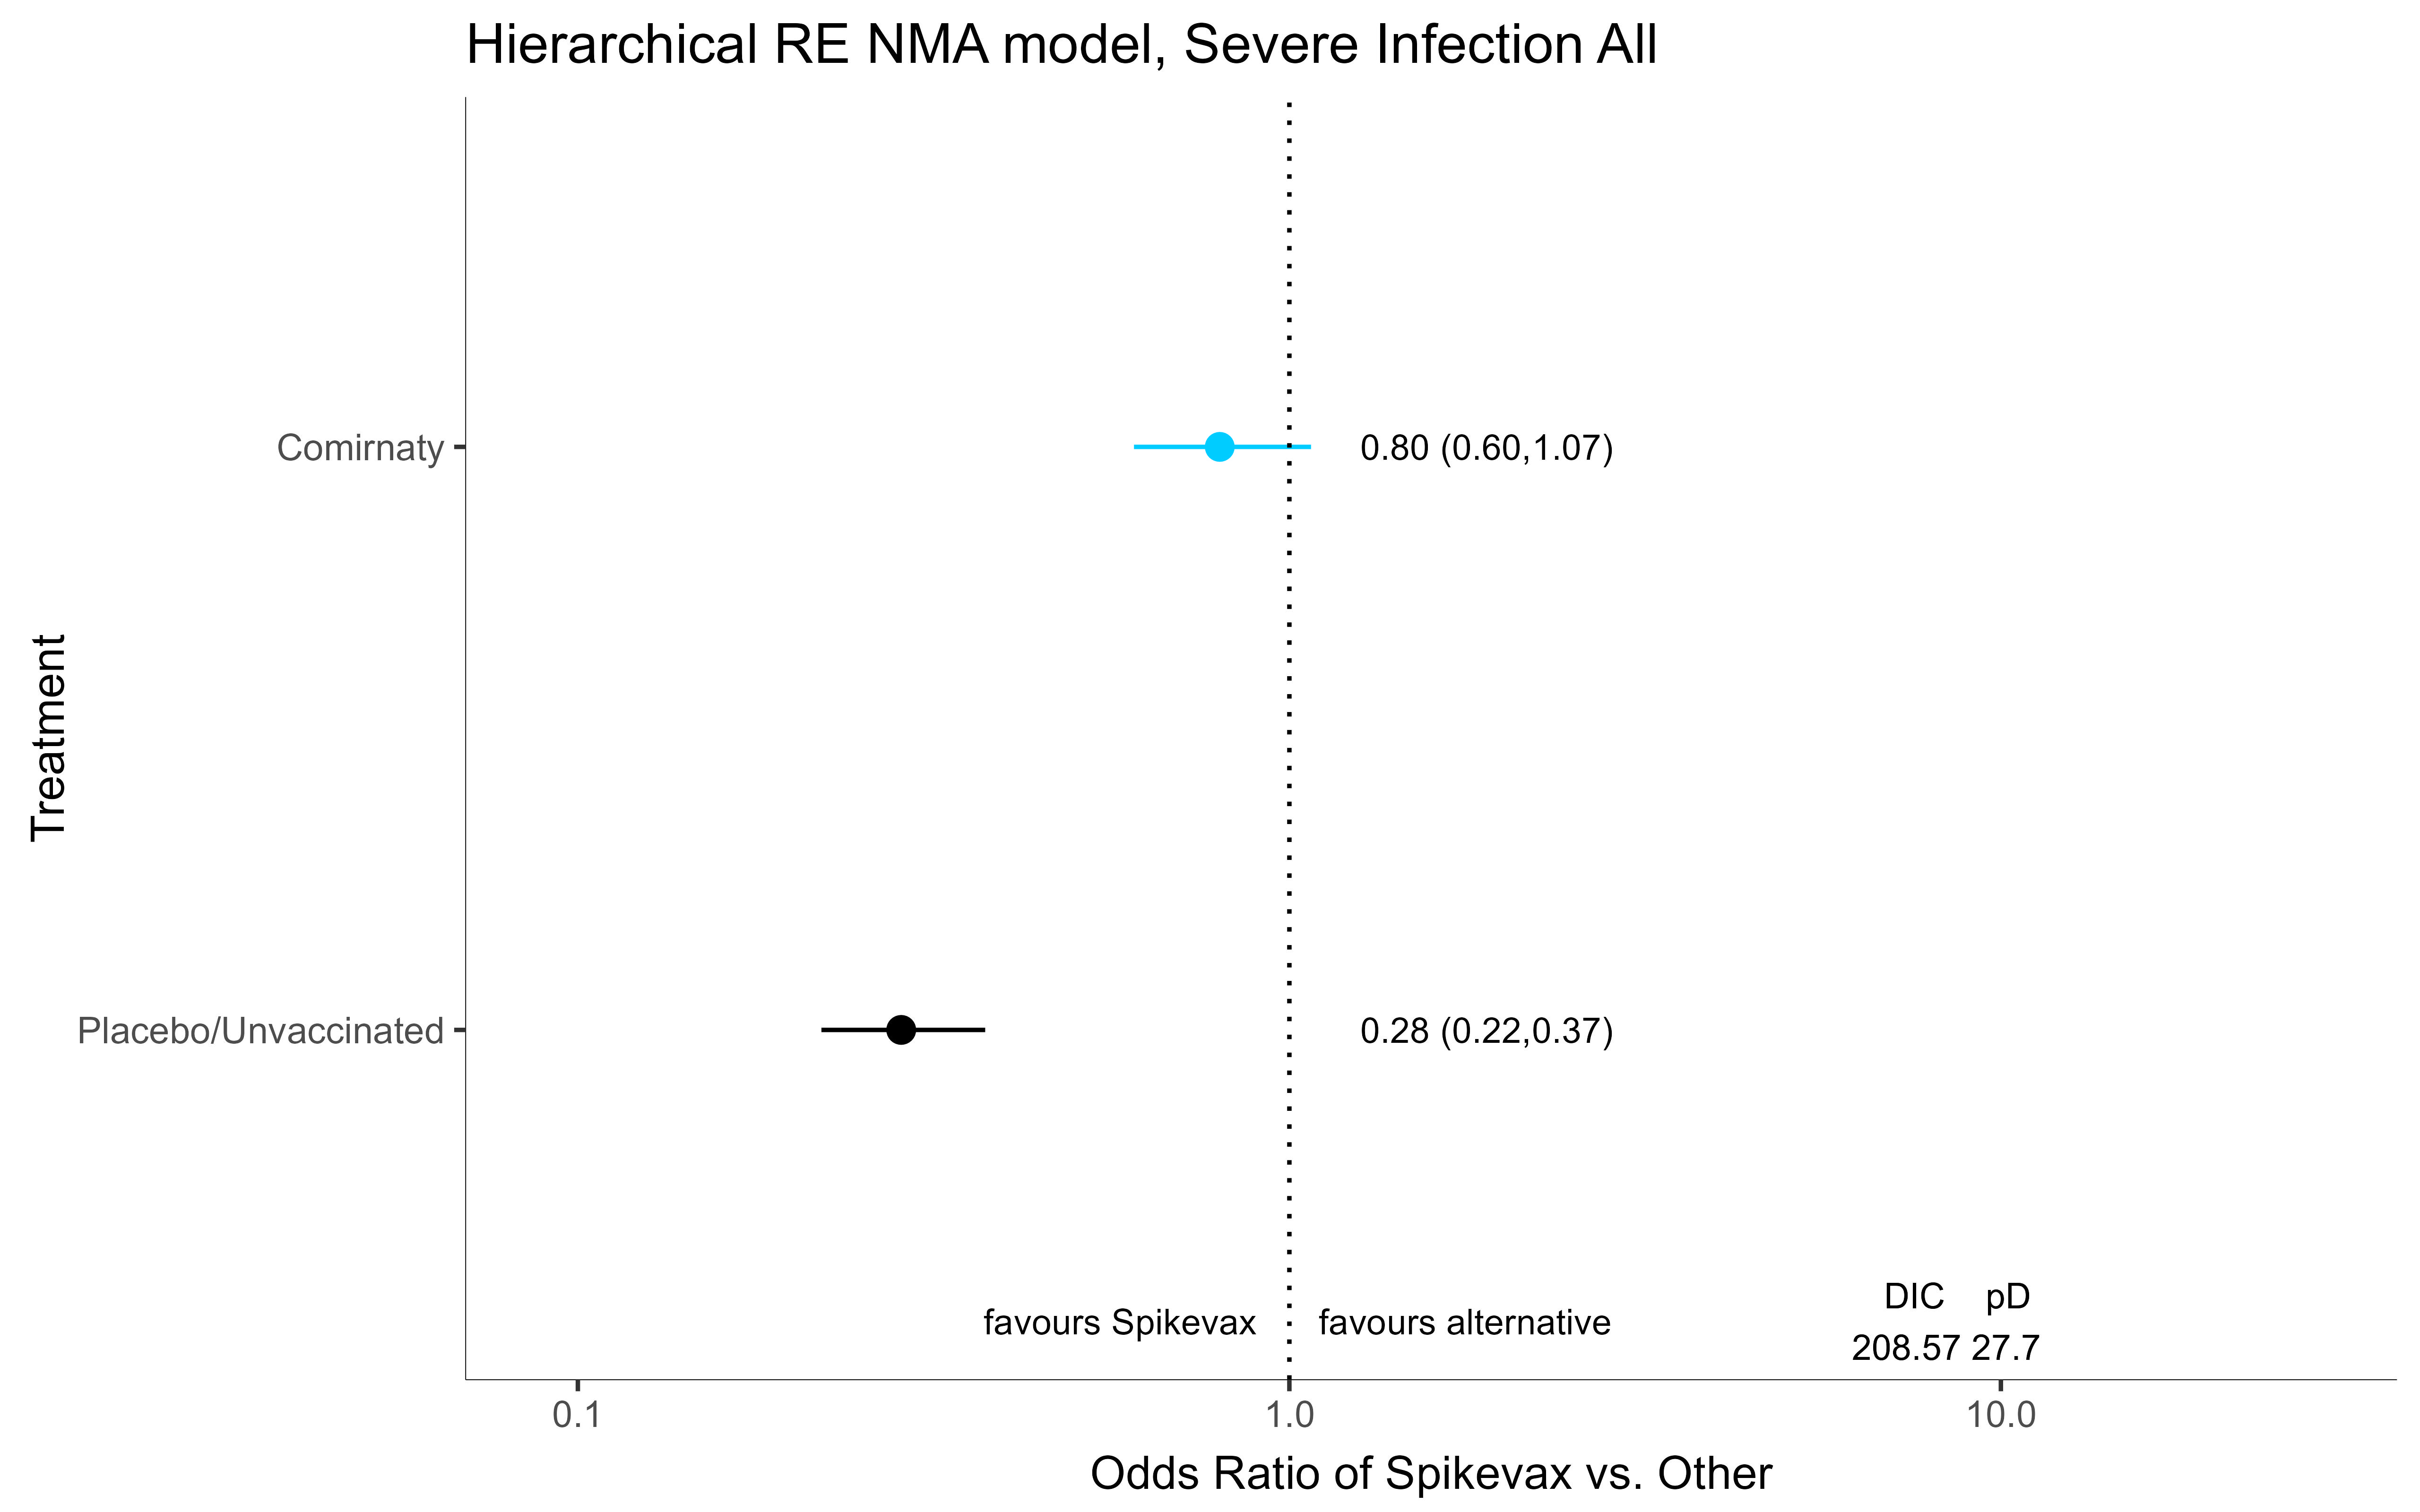 Hierarchical RE NMA model, Severe Infection All
Treatment
Comirnaty
0.80 (0.60,1.07)
Placebo/Unvaccinated
0.28 (0.22,0.37)
favours Spikevax
favours alternative
DIC pD
208.57 27.7
0.1
1.0
10.0
Odds Ratio of Spikevax vs. Other